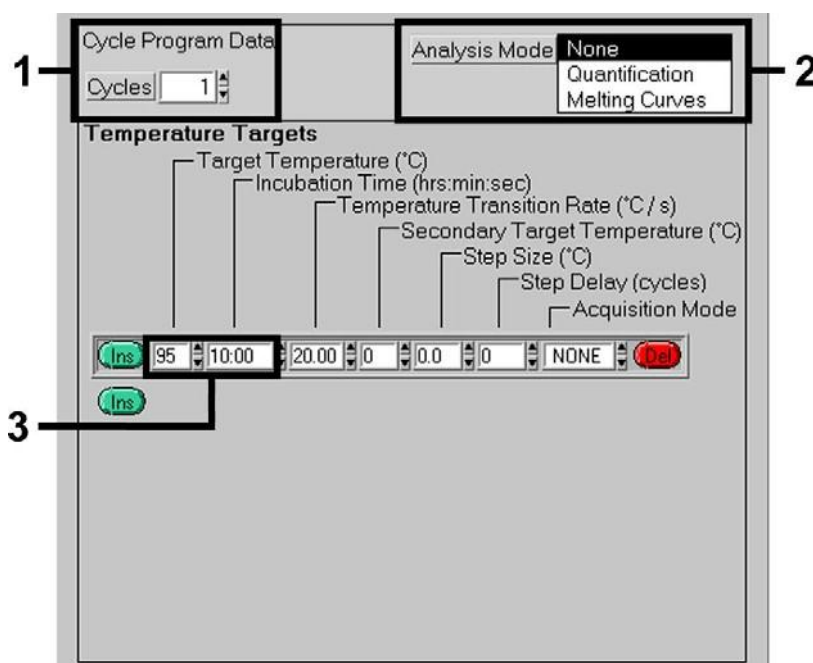 Cycle Program Data
Cycles 1
Analysis Mode None
Quantification
Melting Curves
1
2
Temperature Targets
Target Temperature (°C)
Incubation Time (hrs:min:sec)
Temperature Transition Rate (°C / s)
Secondary Target Temperature (°C)
Step Size (°C)
Step Delay (cycles)
Acquisition Mode
Ins 95 10:00 20.00 0 0.0 0 NONE Del
Ins
3